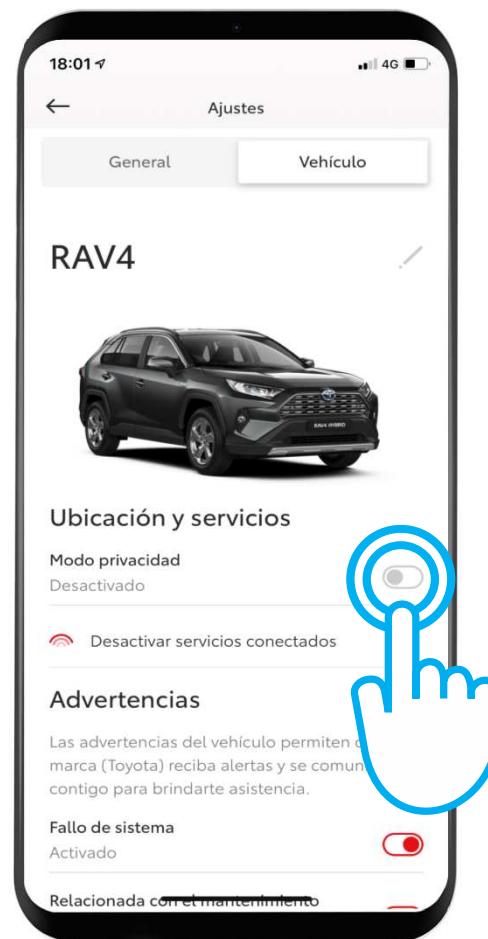 18:01 4G
Ajustes
General Vehículo
RAV4
RAV4 HYBRID
Ubicación y servicios
Modo privacidad
Desactivado
Desactivar servicios conectados
Advertencias
Las advertencias del vehículo permiten
marca (Toyota) reciba alertas y se
contigo para brindarte asistencia.
Fallo de sistema
Activado
Relacionada con el mantenimiento